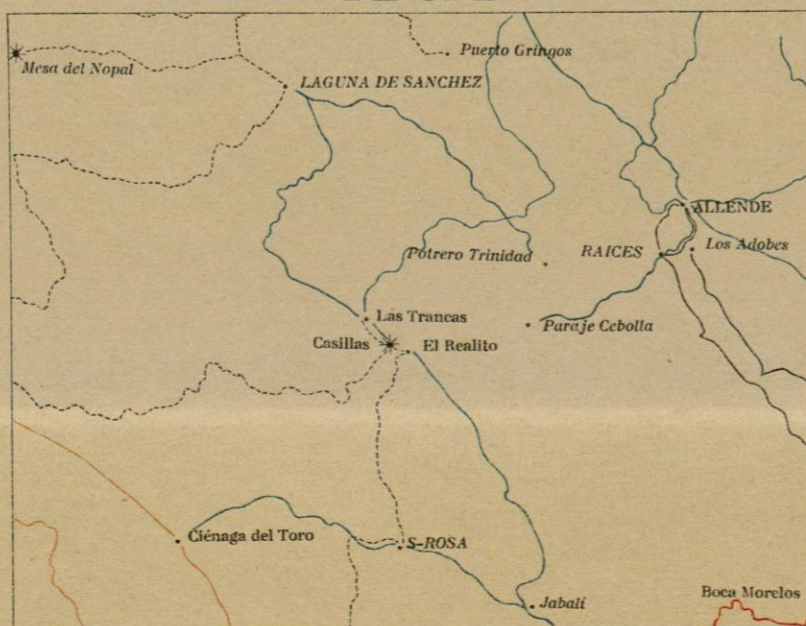 Puerto Gringos
Mesa del Nopal
LAGUNA DE SANCHEZ
ALLENDE
Los Adobes
Potrero Trinidad
RAICES
Las Trancas
Paraje Cebolla
Casillas
El Realito
Ciénaga del Toro
S-ROSA
Boca Morelos
Jabalí